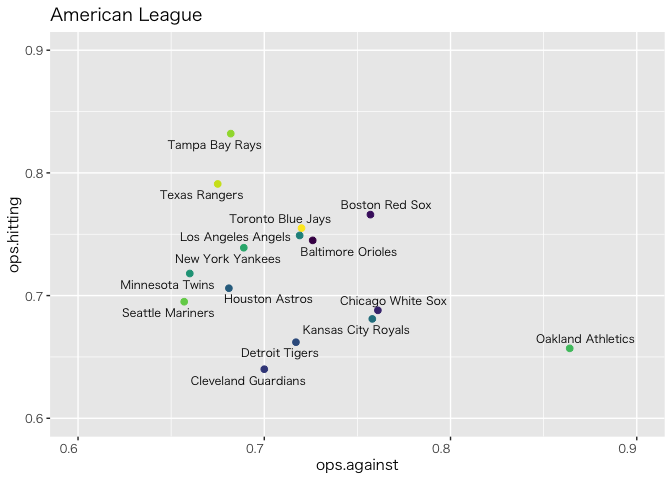 American League
0.9
0.8
0.7
0.6
ops.hitting
Tampa Bay Rays
Texas Rangers
Boston Red Sox
Toronto Blue Jays
Los Angeles Angels
Baltimore Orioles
New York Yankees
Minnesota Twins
Houston Astros
Chicago White Sox
Seattle Mariners
Kansas City Royals
Oakland Athletics
Detroit Tigers
Cleveland Guardians
0.6
0.7
0.8
0.9
ops.against